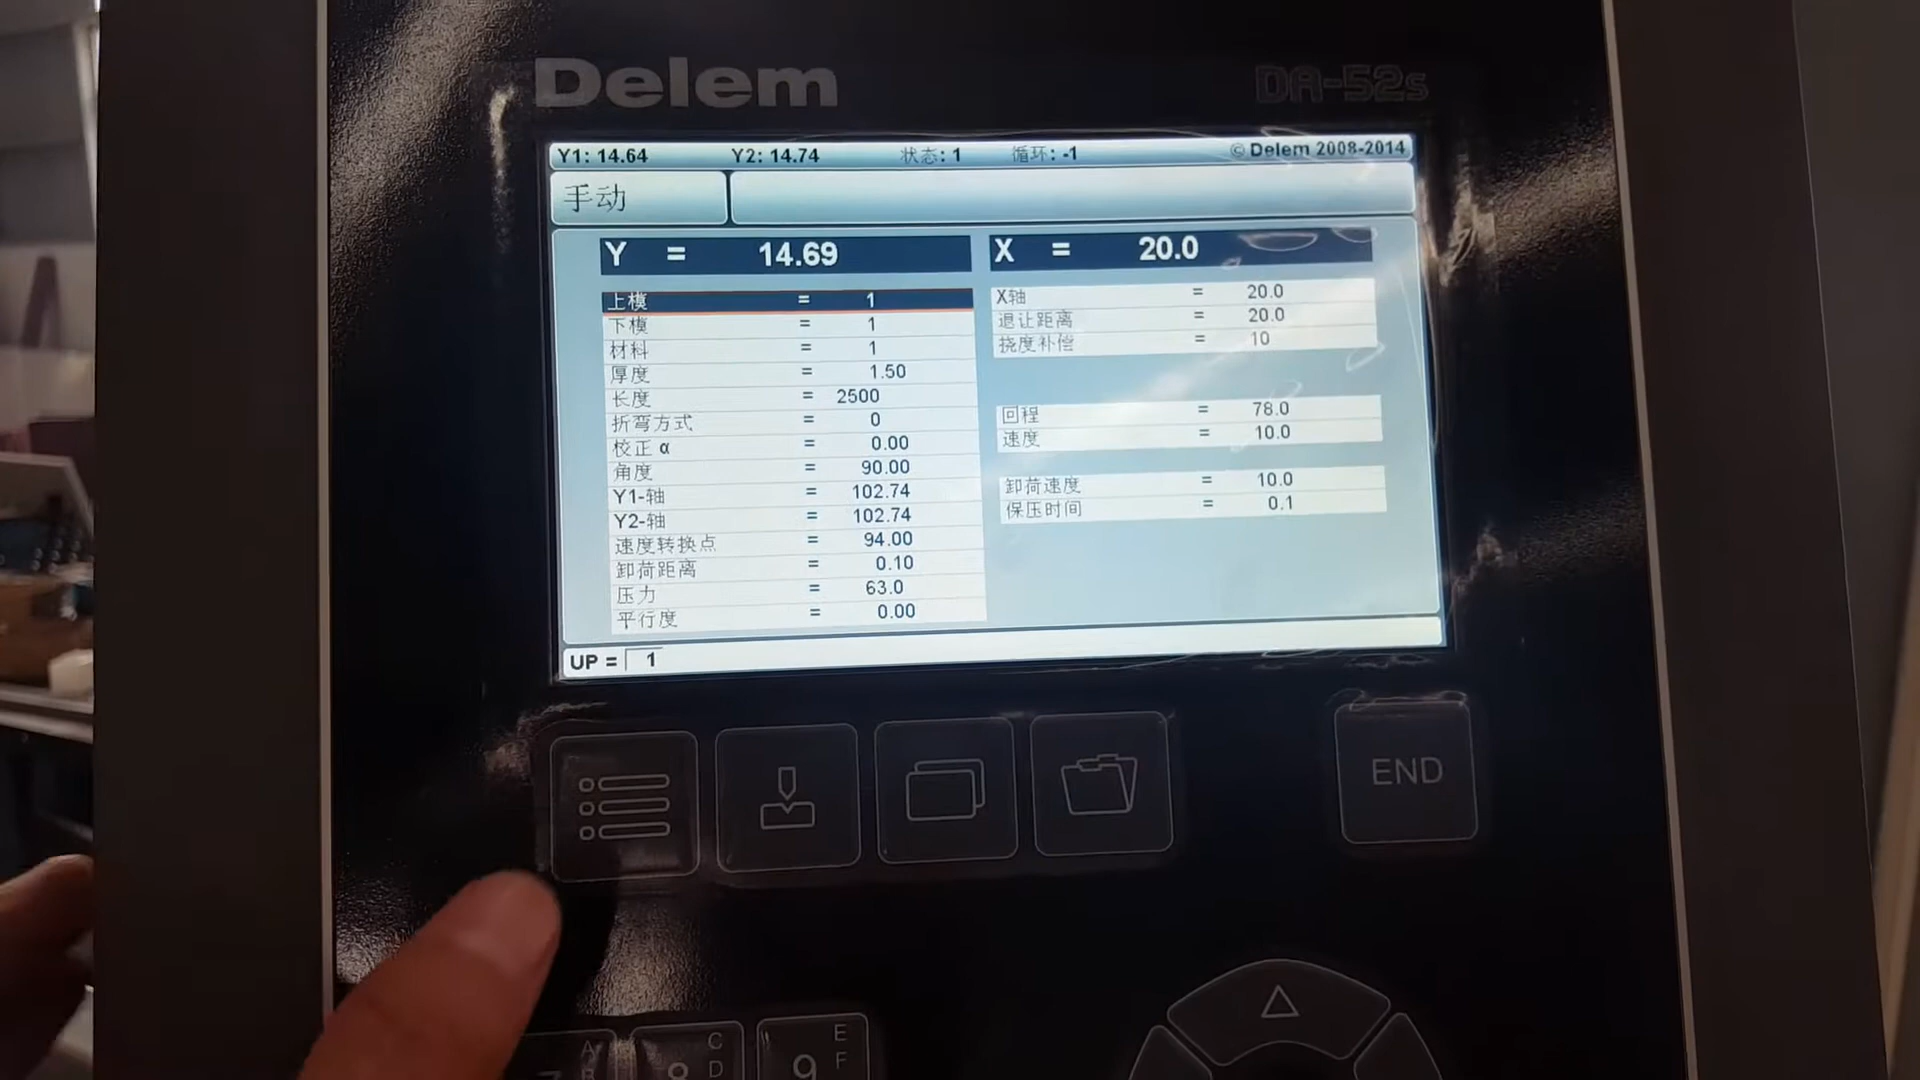 Delem DA-52s
Y1: 14.64 Y2: 14.74 状态: 1 循环: -1 © Delem 2008-2014
手动
Y = 14.69
上模 = 1
下模 = 1
材料 = 1
厚度 = 1.50
长度 = 2500
折弯方式 = 0
校正 α = 0.00
角度 = 90.00
Y1-轴 = 102.74
Y2-轴 = 102.74
速度转换点 = 94.00
卸荷距离 = 0.10
压力 = 63.0
平行度 = 0.00
X = 20.0
X轴 = 20.0
退让距离 = 20.0
挠度补偿 = 10
回程 = 78.0
速度 = 10.0
卸荷速度 = 10.0
保压时间 = 0.1
UP = 1
END
A C E
D F
8 9